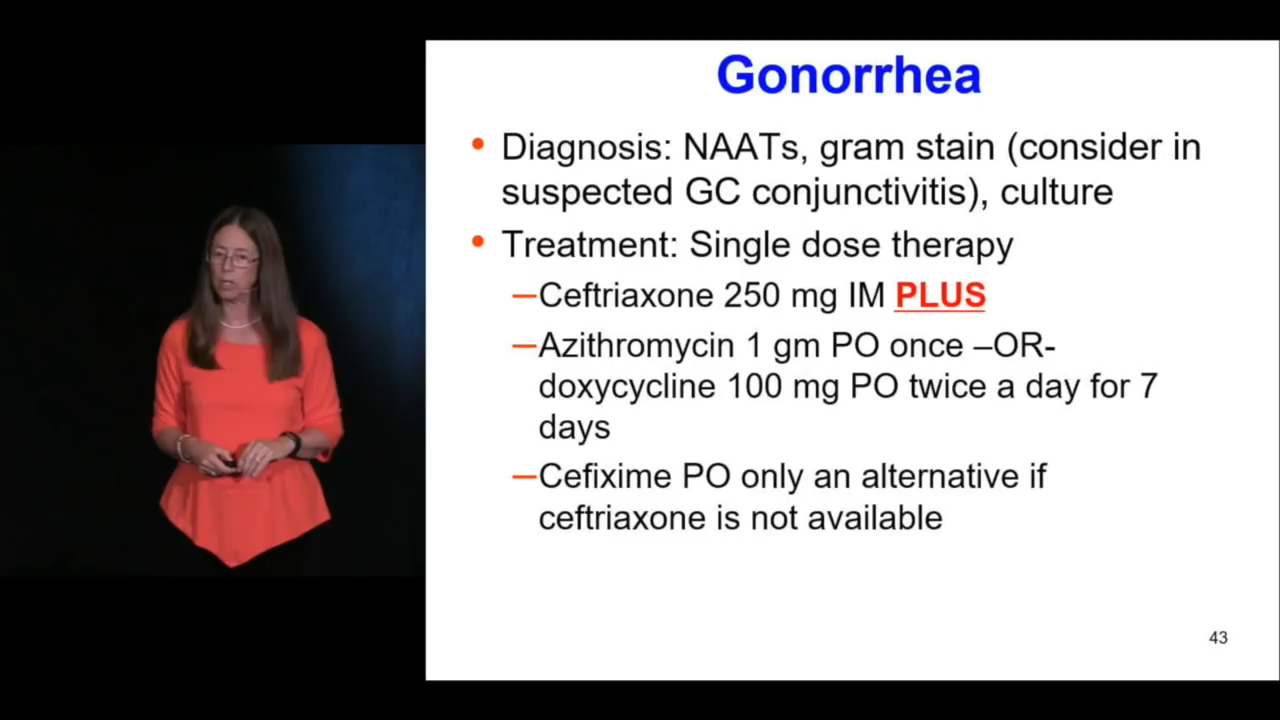 Gonorrhea
• Diagnosis: NAATs, gram stain (consider in
suspected GC conjunctivitis), culture
• Treatment: Single dose therapy
–Ceftriaxone 250 mg IM PLUS
–Azithromycin 1 gm PO once –OR-
doxycycline 100 mg PO twice a day for 7
days
–Cefixime PO only an alternative if
ceftriaxone is not available
43